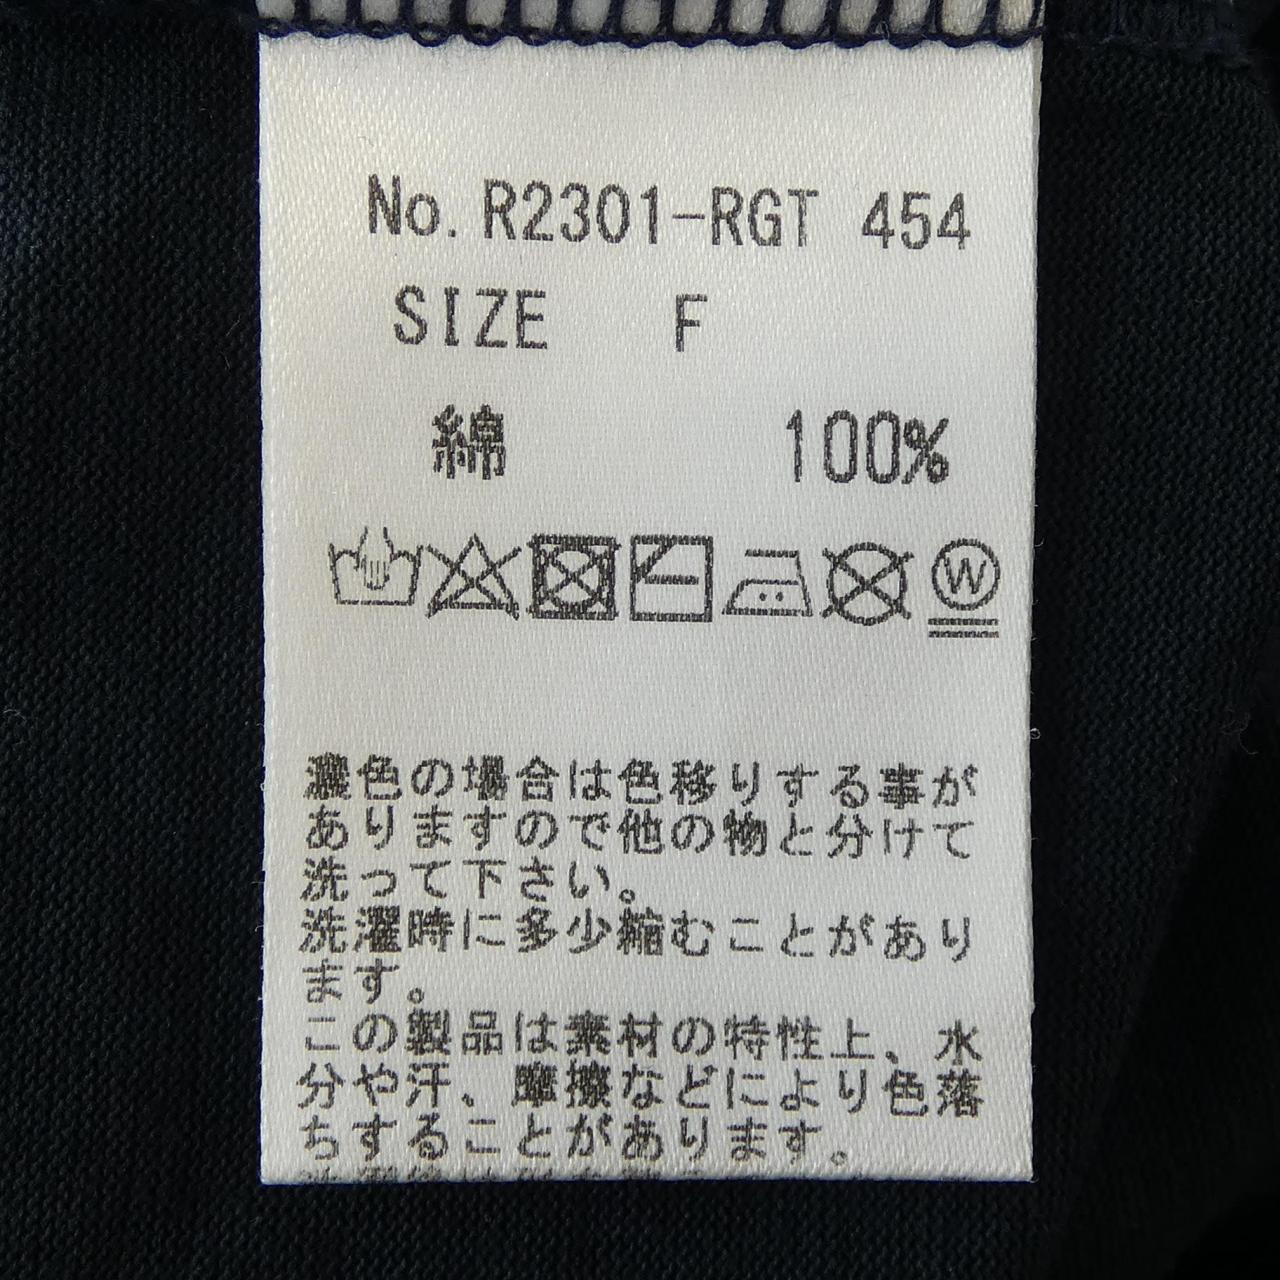 No. R2301-RGT 454
SIZE F
綿 100%
W
濃色の場合は色移りする事が
ありますので他の物と分けて
洗って下さい。
洗濯時に多少縮むことがあり
ます。
この製品は素材の特性上、水
分や汗、摩擦などにより色落
ちすることがあります。